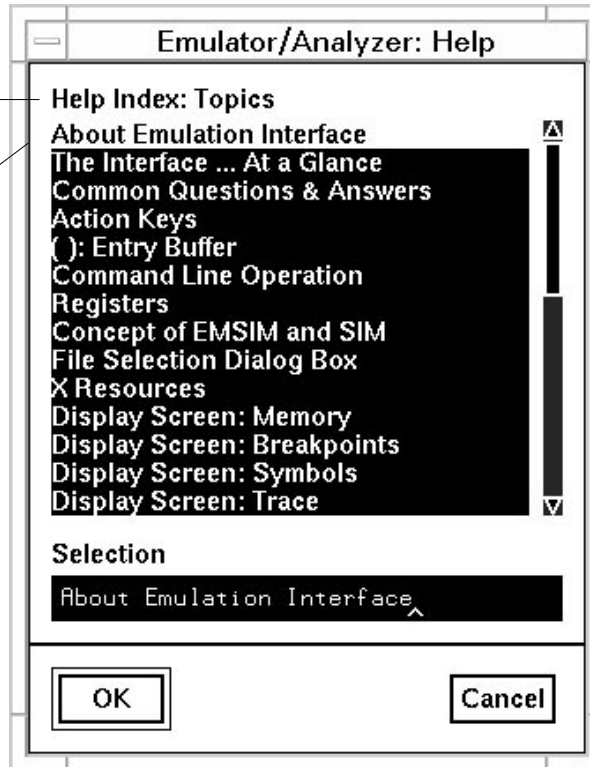 Emulator/Analyzer: Help
Help Index: Topics
About Emulation Interface
The Interface ... At a Glance
Common Questions & Answers
Action Keys
( ): Entry Buffer
Command Line Operation
Registers
Concept of EMSIM and SIM
File Selection Dialog Box
X Resources
Display Screen: Memory
Display Screen: Breakpoints
Display Screen: Symbols
Display Screen: Trace
Selection
About Emulation Interface
OK
Cancel